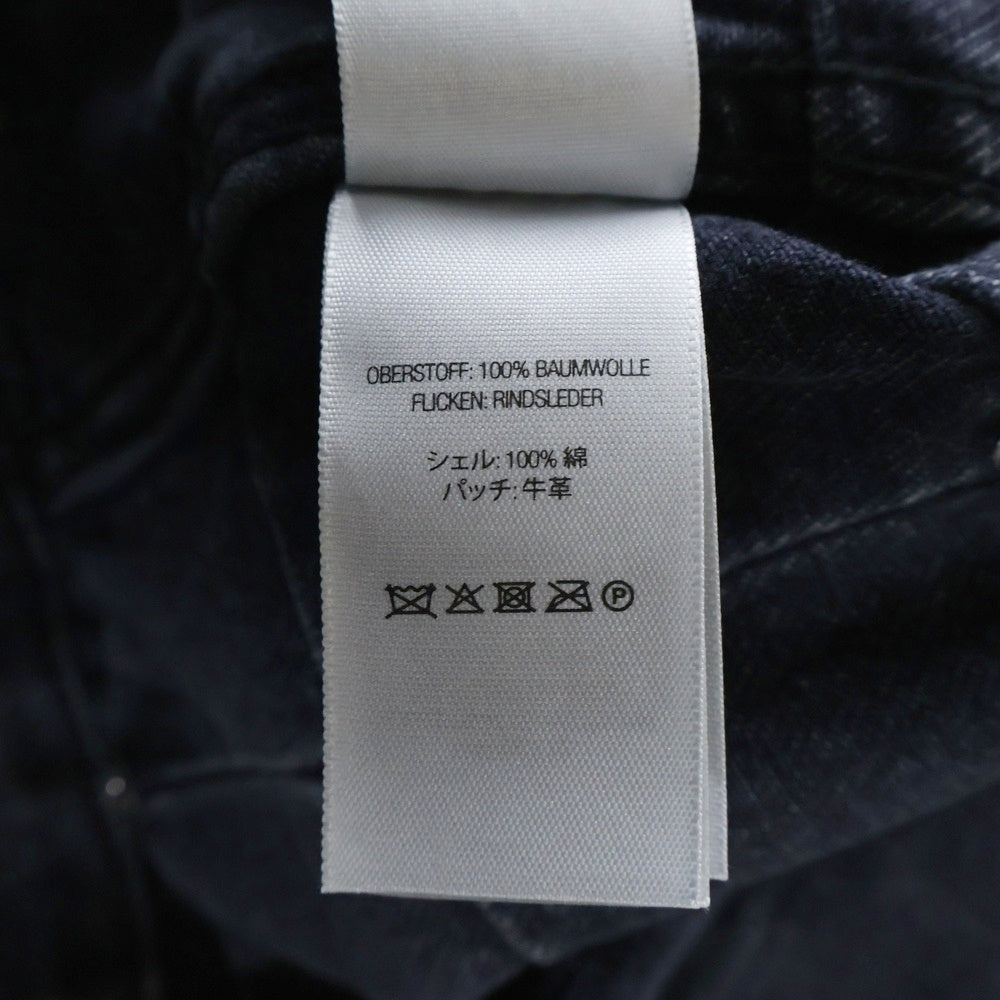 OBERSTOFF: 100% BAUMWOLLE
FLICKEN: RINDSLEDER
シェル: 100% 綿
パッチ: 牛革
P